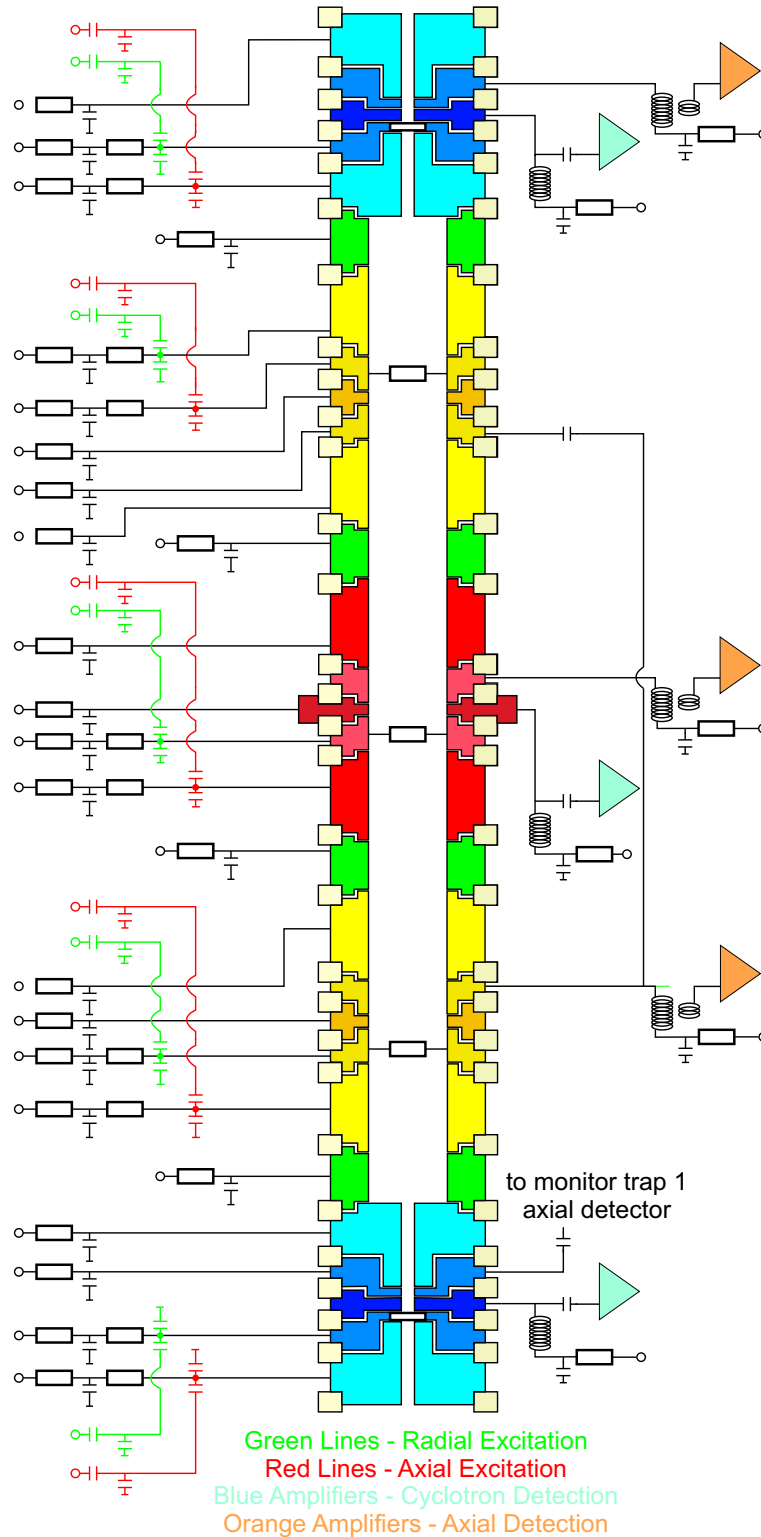 to monitor trap 1
axial detector
Green Lines - Radial Excitation
Red Lines - Axial Excitation
Blue Amplifiers - Cyclotron Detection
Orange Amplifiers - Axial Detection